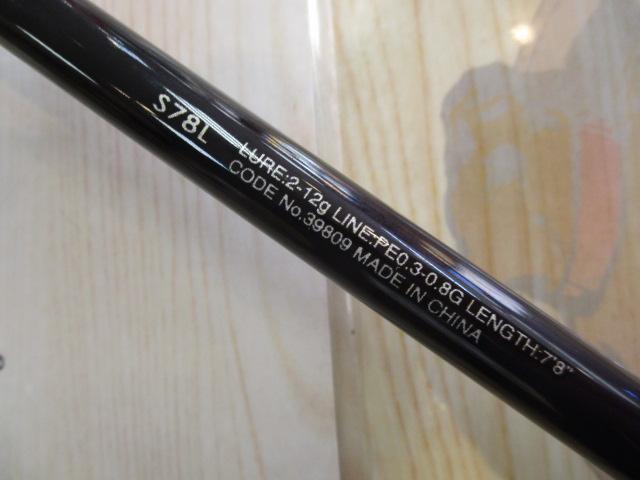 S78L
LURE:2-12g LINE:PE0.3-0.8G LENGTH:7'8"
CODE No.39809 MADE IN CHINA